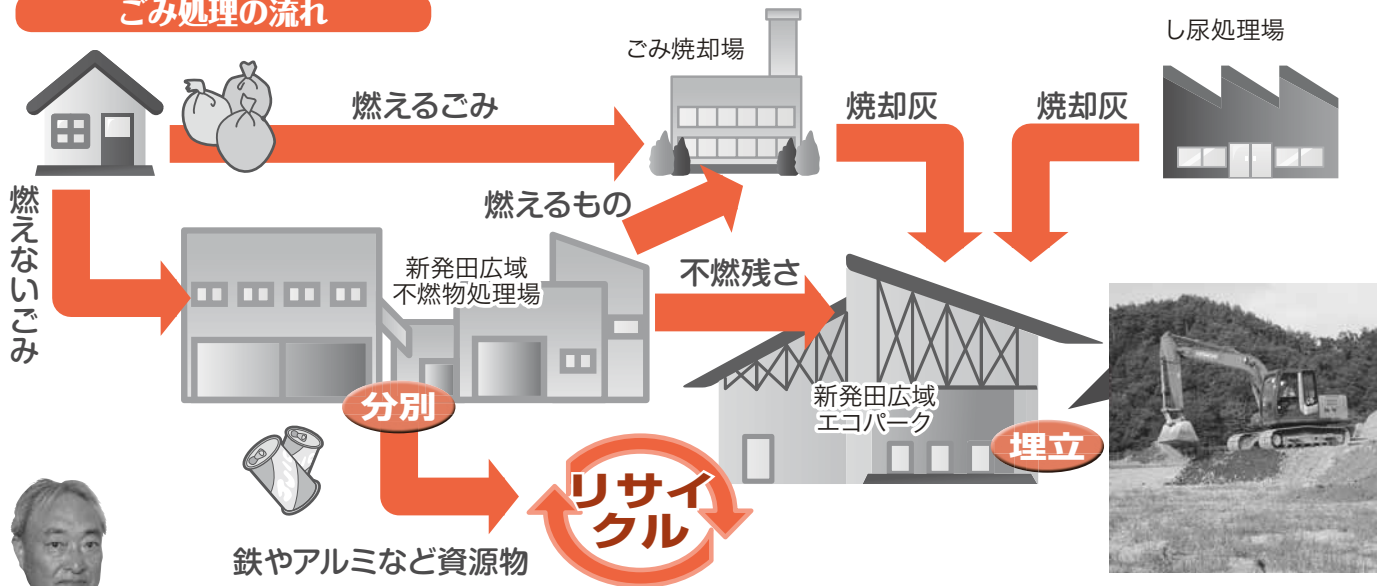 ごみ処理の流れ
ごみ焼却場
し尿処理場
燃えるごみ
焼却灰
焼却灰
燃えないごみ
燃えるもの
新発田広域
不燃物処理場
不燃残さ
分別
新発田広域
エコパーク
埋立
リサイ
クル
鉄やアルミなど資源物